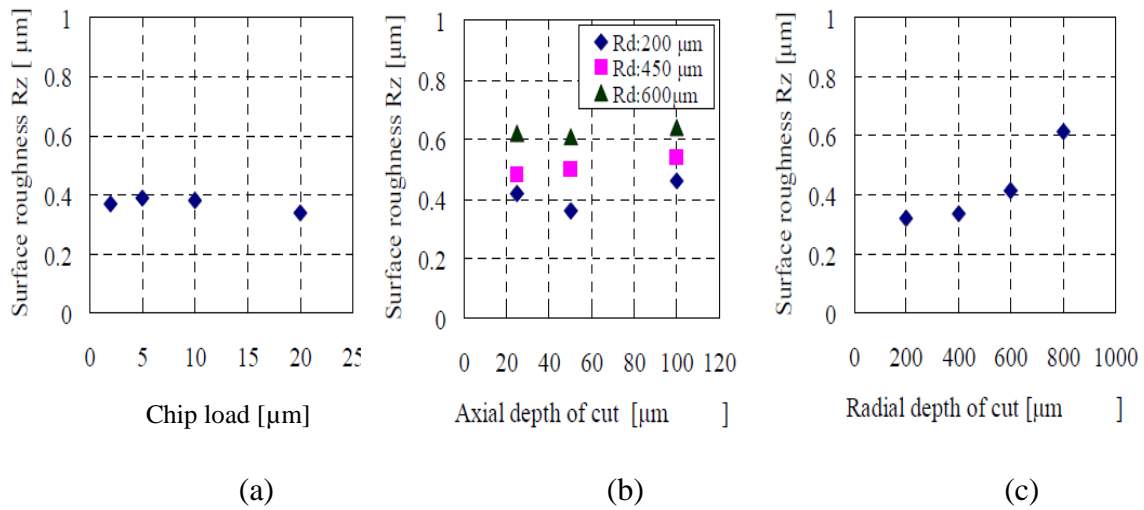 Surface roughness Rz [ µm]
1
0.8
0.6
0.4
0.2
0
0 5 10 15 20 25
Chip load [µm]
(a)
Surface roughness Rz [µm]
1
0.8
0.6
0.4
0.2
0
Rd:200 µm
Rd:450 µm
Rd:600µm
0 20 40 60 80 100 120
Axial depth of cut [µm ]
(b)
Surface roughness Rz [µm]
1
0.8
0.6
0.4
0.2
0
0 200 400 600 800 1000
Radial depth of cut [µm ]
(c)